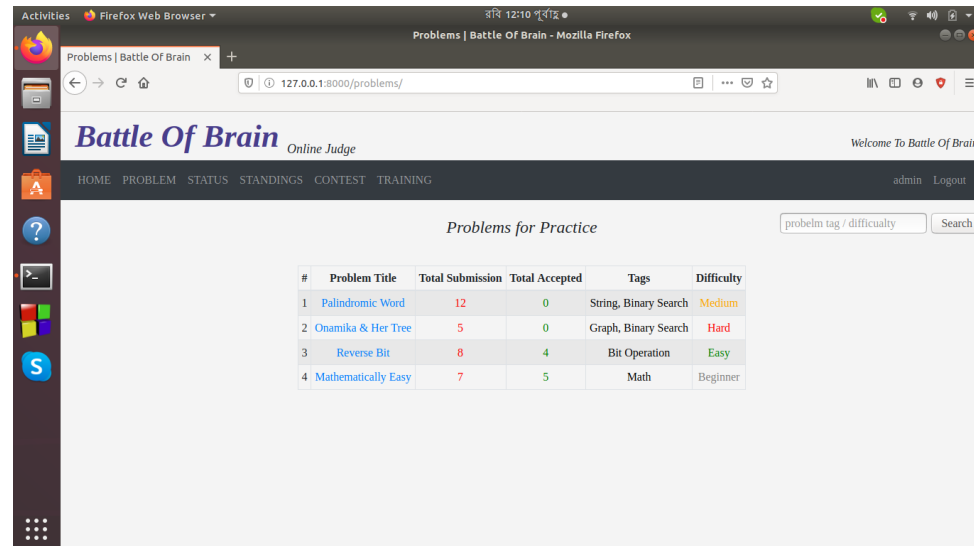 Activities Firefox Web Browser রবি 12:10 পূর্বাহ্ণ
Problems | Battle Of Brain - Mozilla Firefox
Problems | Battle Of Brain
127.0.0.1:8000/problems/
Battle Of Brain Online Judge Welcome To Battle Of Brain
HOME PROBLEM STATUS STANDINGS CONTEST TRAINING admin Logout
Problems for Practice probelm tag / difficualty Search
# Problem Title Total Submission Total Accepted Tags Difficulty
1 Palindromic Word 12 0 String, Binary Search Medium
2 Onamika & Her Tree 5 0 Graph, Binary Search Hard
3 Reverse Bit 8 4 Bit Operation Easy
4 Mathematically Easy 7 5 Math Beginner